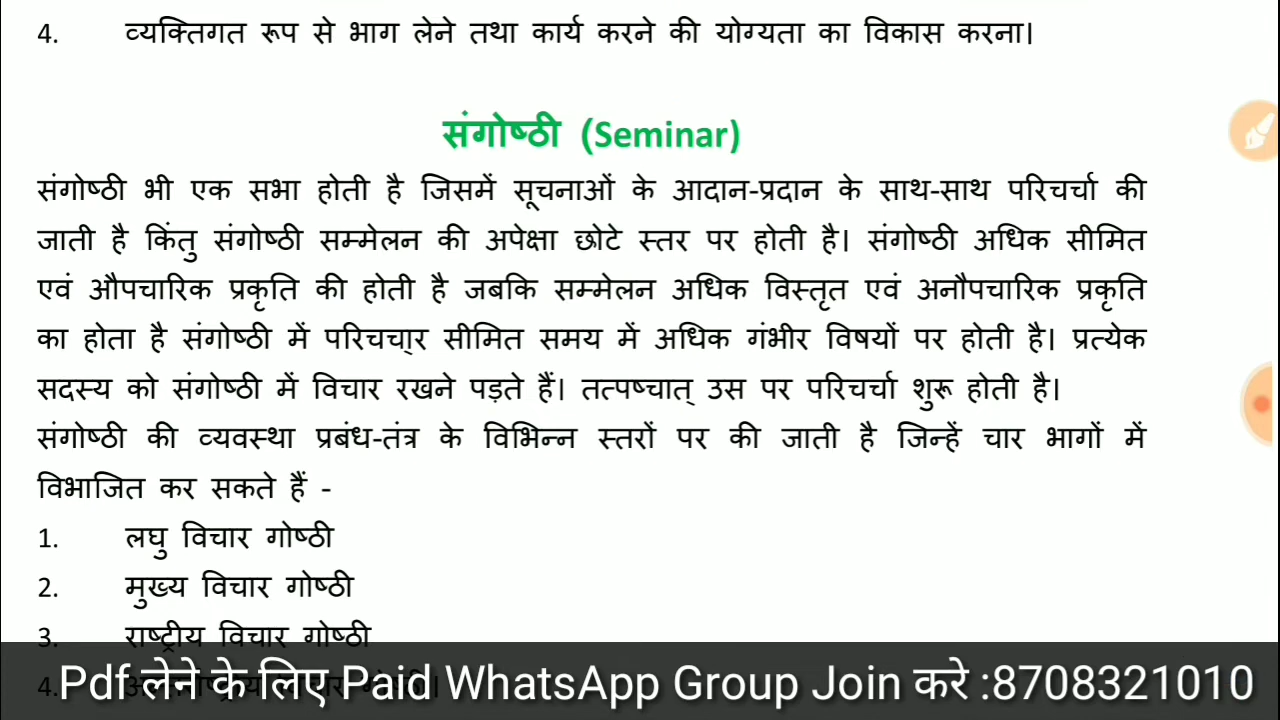 4. व्यक्तिगत रूप से भाग लेने तथा कार्य करने की योग्यता का विकास करना।
संगोष्ठी (Seminar)
संगोष्ठी भी एक सभा होती है जिसमें सूचनाओं के आदान-प्रदान के साथ-साथ परिचर्चा की
जाती है किंतु संगोष्ठी सम्मेलन की अपेक्षा छोटे स्तर पर होती है। संगोष्ठी अधिक सीमित
एवं औपचारिक प्रकृति की होती है जबकि सम्मेलन अधिक विस्तृत एवं अनौपचारिक प्रकृति
का होता है संगोष्ठी में परिचचा्र सीमित समय में अधिक गंभीर विषयों पर होती है। प्रत्येक
सदस्य को संगोष्ठी में विचार रखने पड़ते हैं। तत्पष्चात् उस पर परिचर्चा शुरू होती है।
संगोष्ठी की व्यवस्था प्रबंध-तंत्र के विभिन्न स्तरों पर की जाती है जिन्हें चार भागों में
विभाजित कर सकते हैं -
1. लघु विचार गोष्ठी
2. मुख्य विचार गोष्ठी
3. राष्ट्रीय विचार गोष्ठी
4.
Pdf लेने के लिए Paid WhatsApp Group Join करे :8708321010